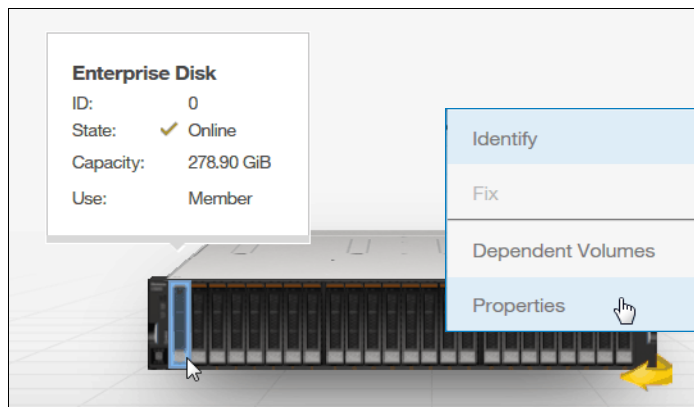 Enterprise Disk
ID: 0
State: Online
Capacity: 278.90 GiB
Use: Member
Identify
Fix
Dependent Volumes
Properties